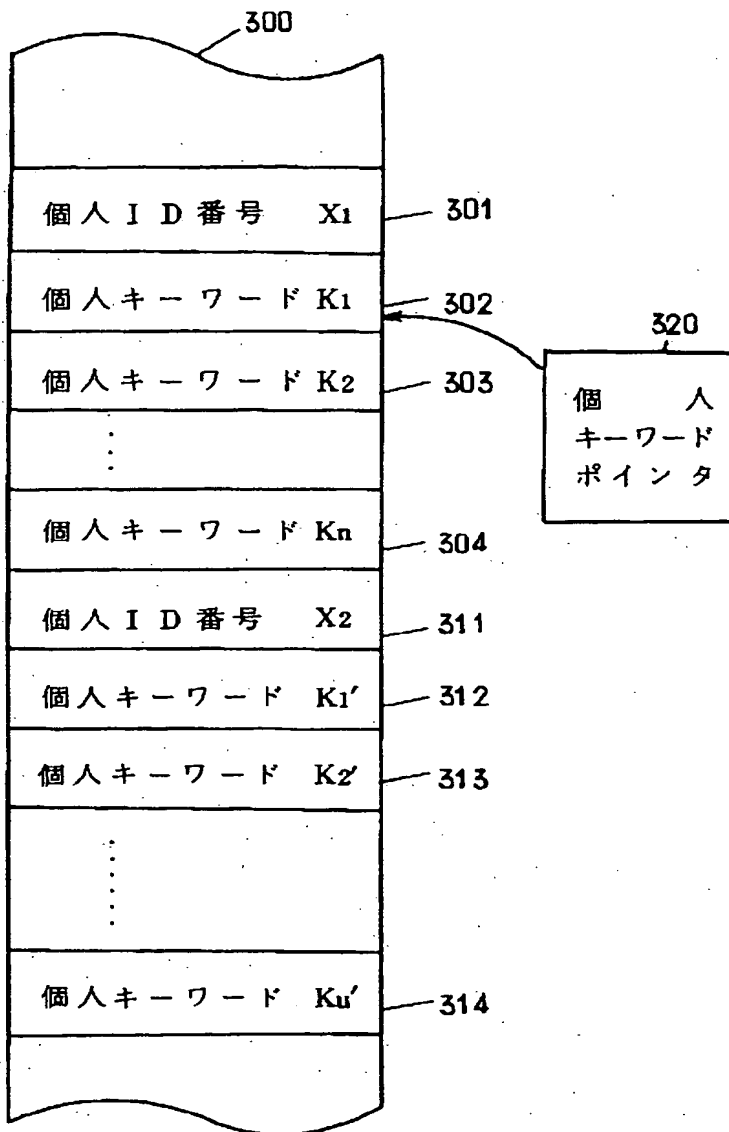 300
個人ID番号 X1
301
個人キーワード K1
302
320
個人
キーワード
ポインタ
個人キーワード K2
303
個人キーワード Kn
304
個人ID番号 X2
311
個人キーワード K1′
312
個人キーワード K2′
313
個人キーワード Ku′
314